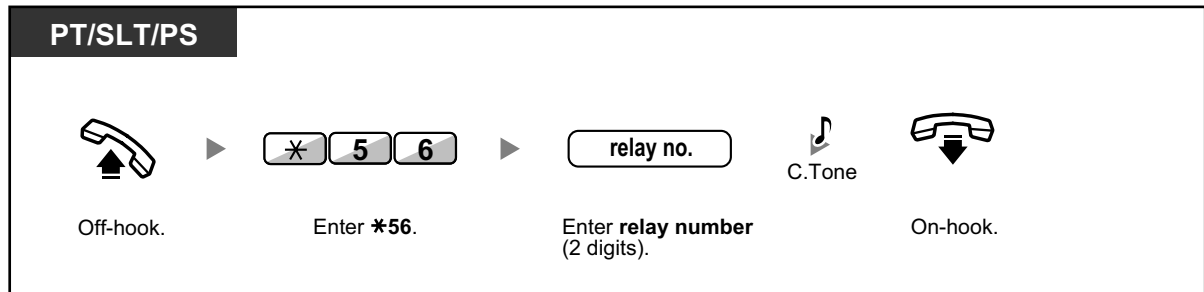 PT/SLT/PS
* 5 6
relay no.
C.Tone
Off-hook.
Enter *56.
Enter relay number
(2 digits).
On-hook.